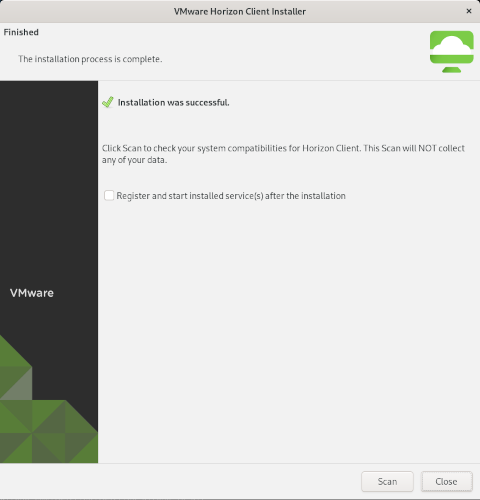 VMware Horizon Client Installer
Finished
The installation process is complete.
Installation was successful.
Click Scan to check your system compatibilities for Horizon Client. This Scan will NOT collect
any of your data.
Register and start installed service(s) after the installation
VMware
Scan
Close